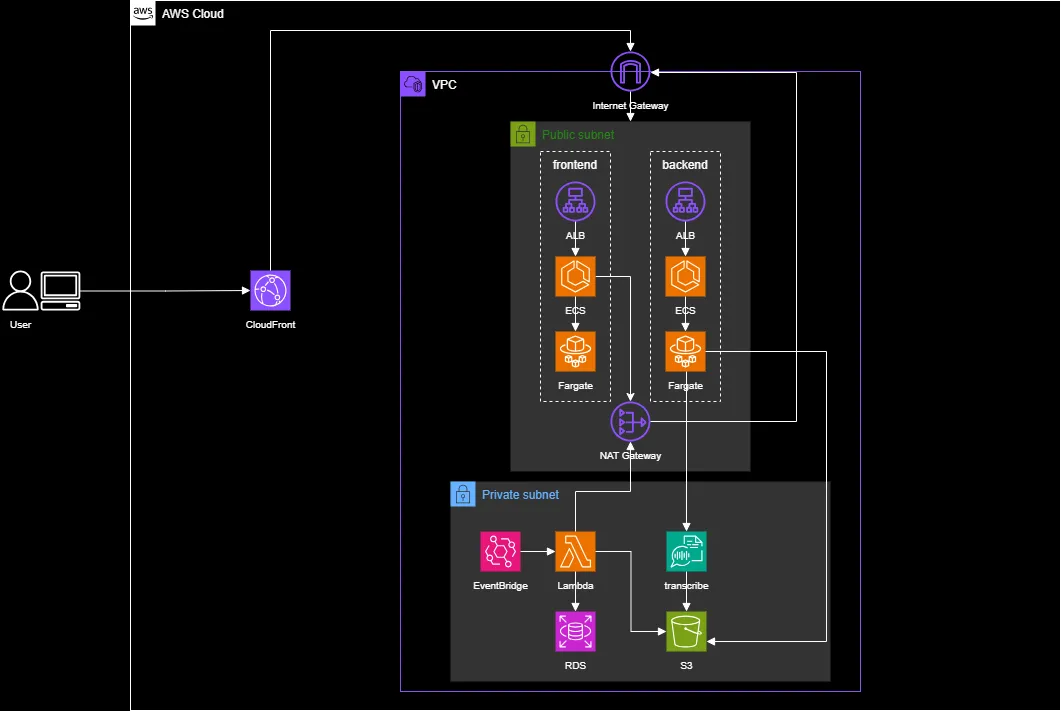 aws
AWS Cloud
VPC
Internet Gateway
Public subnet
frontend
backend
ALB
ALB
ECS
ECS
Fargate
Fargate
NAT Gateway
User
CloudFront
Private subnet
EventBridge
Lambda
transcribe
RDS
S3